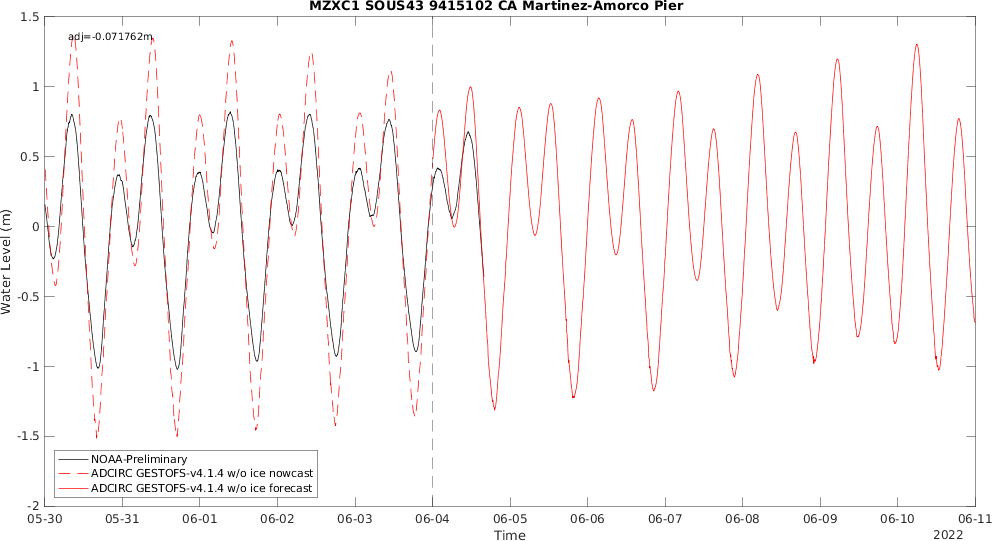 MZXC1 SOUS43 9415102 CA Martinez-Amorco Pier
adj=-0.071762m
1.5
1
0.5
0
-0.5
-1
-1.5
-2
Water Level (m)
NOAA-Preliminary
ADCIRC GESTOFS-v4.1.4 w/o ice nowcast
ADCIRC GESTOFS-v4.1.4 w/o ice forecast
05-30 05-31 06-01 06-02 06-03 06-04 06-05 06-06 06-07 06-08 06-09 06-10 06-11
Time
2022